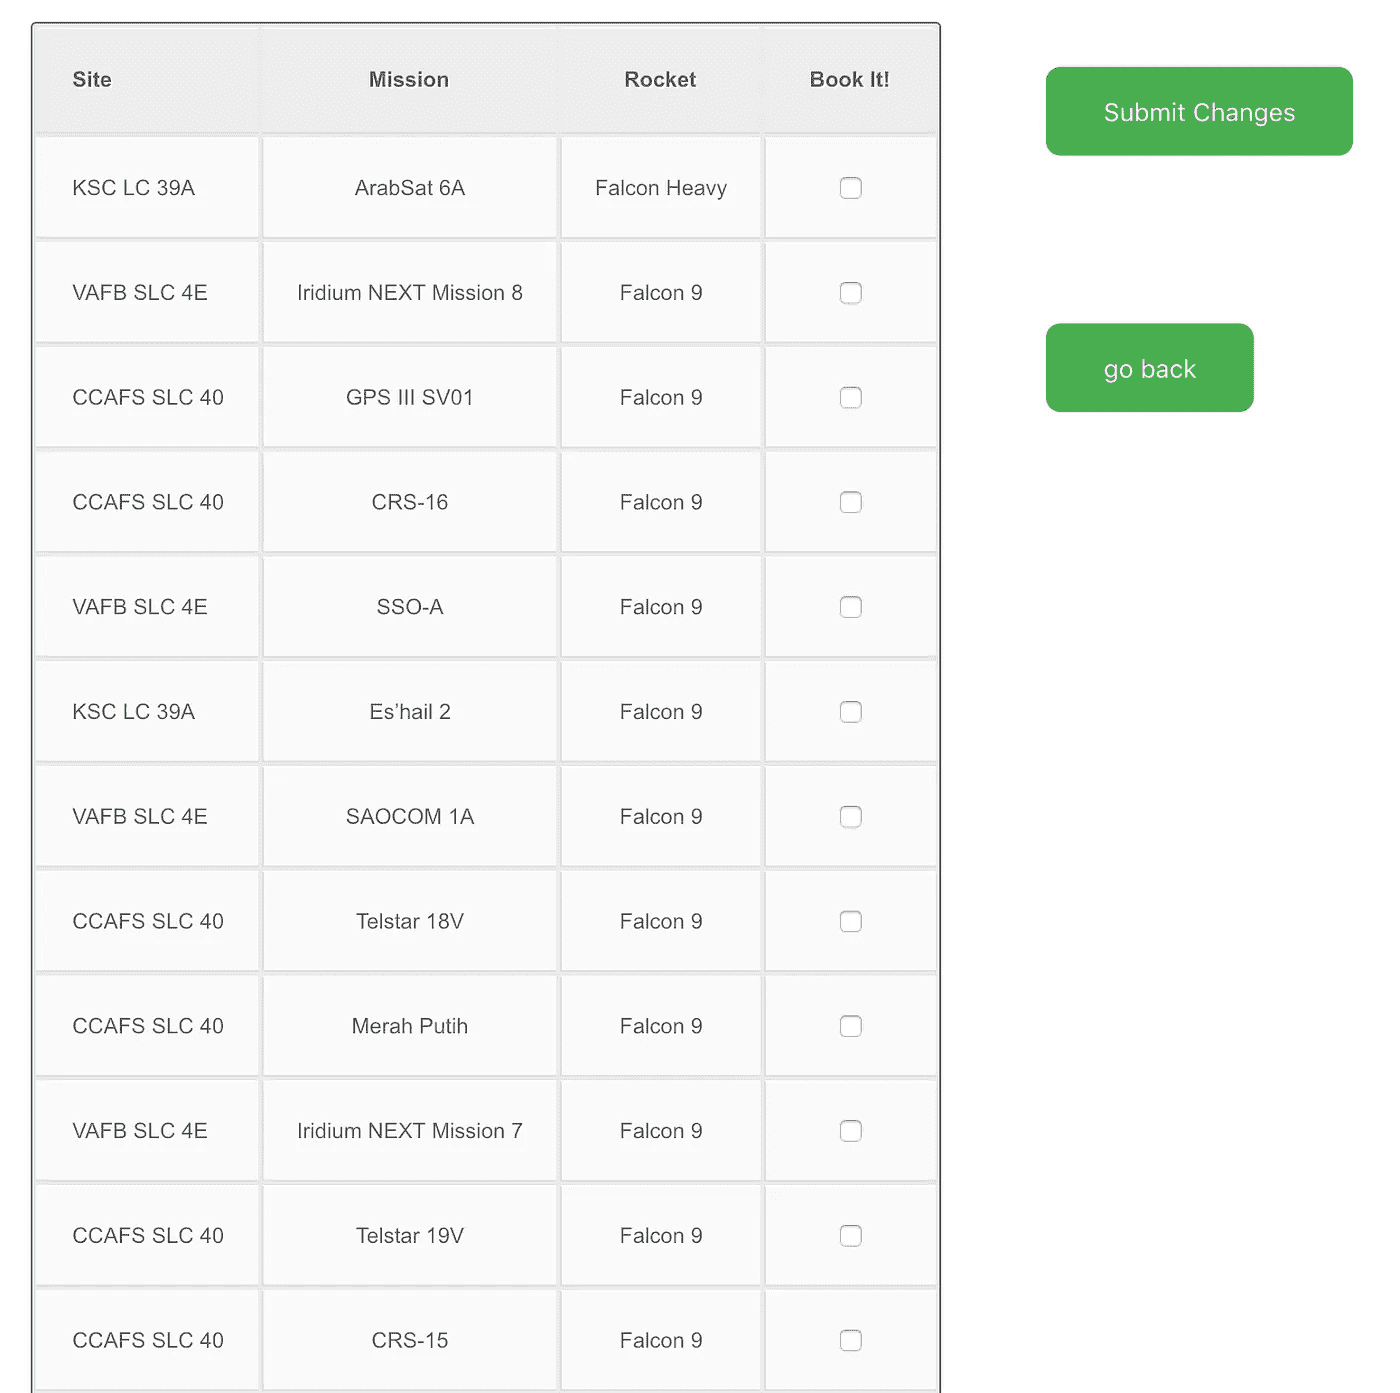 Site Mission Rocket Book It!
KSC LC 39A ArabSat 6A Falcon Heavy
VAFB SLC 4E Iridium NEXT Mission 8 Falcon 9
CCAFS SLC 40 GPS III SV01 Falcon 9
CCAFS SLC 40 CRS-16 Falcon 9
VAFB SLC 4E SSO-A Falcon 9
KSC LC 39A Es’hail 2 Falcon 9
VAFB SLC 4E SAOCOM 1A Falcon 9
CCAFS SLC 40 Telstar 18V Falcon 9
CCAFS SLC 40 Merah Putih Falcon 9
VAFB SLC 4E Iridium NEXT Mission 7 Falcon 9
CCAFS SLC 40 Telstar 19V Falcon 9
CCAFS SLC 40 CRS-15 Falcon 9
Submit Changes
go back